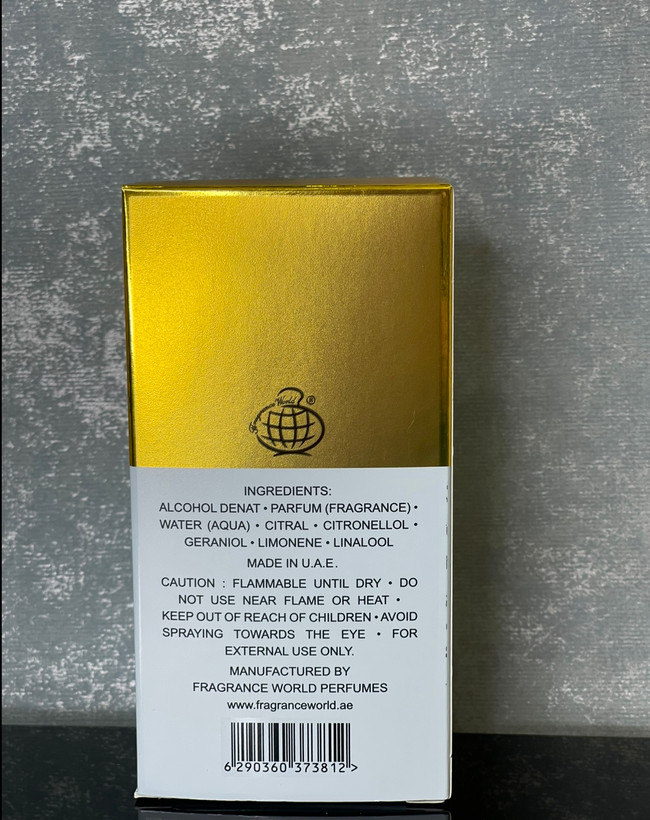 Fragrance World ®
INGREDIENTS:
ALCOHOL DENAT • PARFUM (FRAGRANCE) •
WATER (AQUA) • CITRAL • CITRONELLOL •
GERANIOL • LIMONENE • LINALOOL
MADE IN U.A.E.
CAUTION : FLAMMABLE UNTIL DRY • DO
NOT USE NEAR FLAME OR HEAT •
KEEP OUT OF REACH OF CHILDREN • AVOID
SPRAYING TOWARDS THE EYE • FOR
EXTERNAL USE ONLY.
MANUFACTURED BY
FRAGRANCE WORLD PERFUMES
www.fragranceworld.ae
6 290360 373812 >